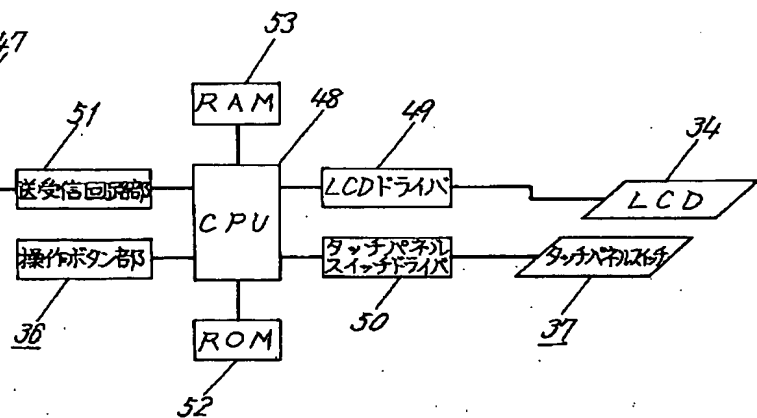 47
53
RAM
51
48
49
34
送受信回路部
CPU
LCDドライバ
LCD
操作ボタン部
タッチパネル
スイッチドライバ
タッチパネルスイッチ
36
50
37
ROM
52